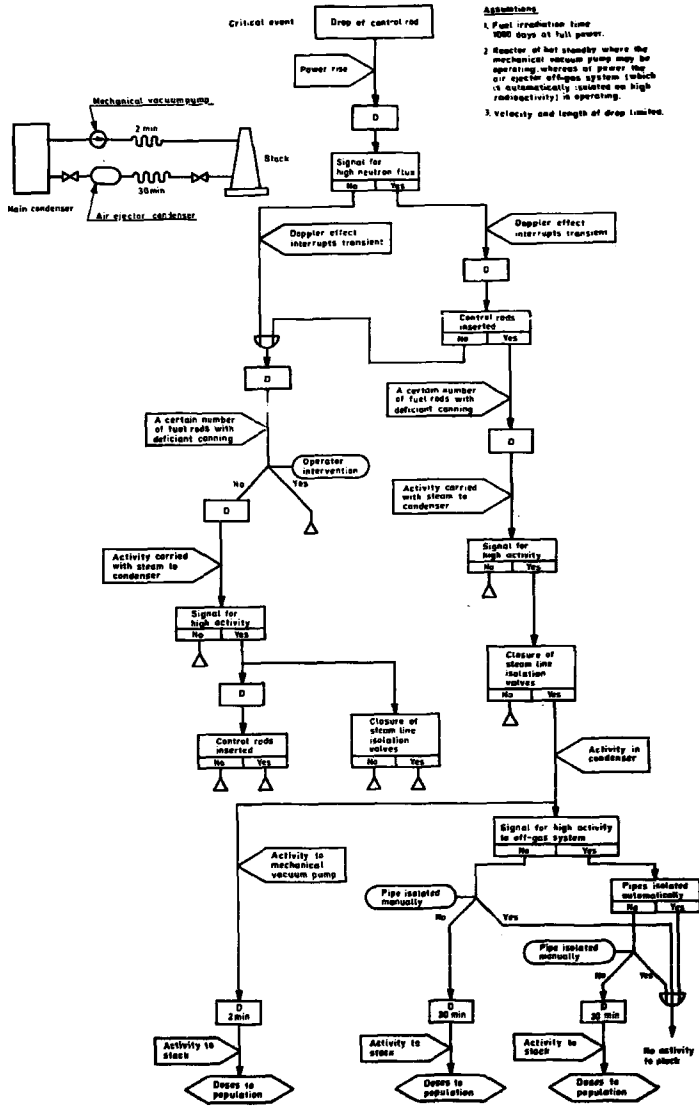 Critical event
Drop of control rod
Assumptions
1. Fuel irradiation time
1000 days at full power.
2 Reactor at hot standby where the
mechanical vacuum pump may be
operating, whereas at power the
air ejector off-gas system (which
is automatically isolated on high
radioactivity) is operating.
3. Velocity and length of drop limited.
Power rise
D
Mechanical vacuum pump
2 min
Stack
30 min
Main condenser
Air ejector condenser
Signal for
high neutron flux
No Yes
Doppler effect
interrupts transient
Doppler effect
interrupts transient
D
Control rods
inserted
No Yes
D
A certain number
of fuel rods with
deficiant canning
A certain number
of fuel rods with
deficiant canning
D
Operator
intervention
No Yes
D
Activity carried
with steam to
condenser
Activity carried
with steam to
condenser
Signal for
high activity
No Yes
Signal for
high activity
No Yes
D
Closure of
steam line
isolation
valves
No Yes
Control rods
inserted
No Yes
Closure of
steam line
isolation
valves
No Yes
Activity in
condenser
Signal for high activity
to off-gas system
No Yes
Activity to
mechanical
vacuum pump
Pipe isolated
manually
Pipes isolated
automatically
No Yes
No Yes
Pipe isolated
manually
No Yes
D
2 min
D
30 min
D
30 min
No activity
to stack
Activity to
stack
Activity to
stack
Activity to
stack
Doses to
population
Doses to
population
Doses to
population